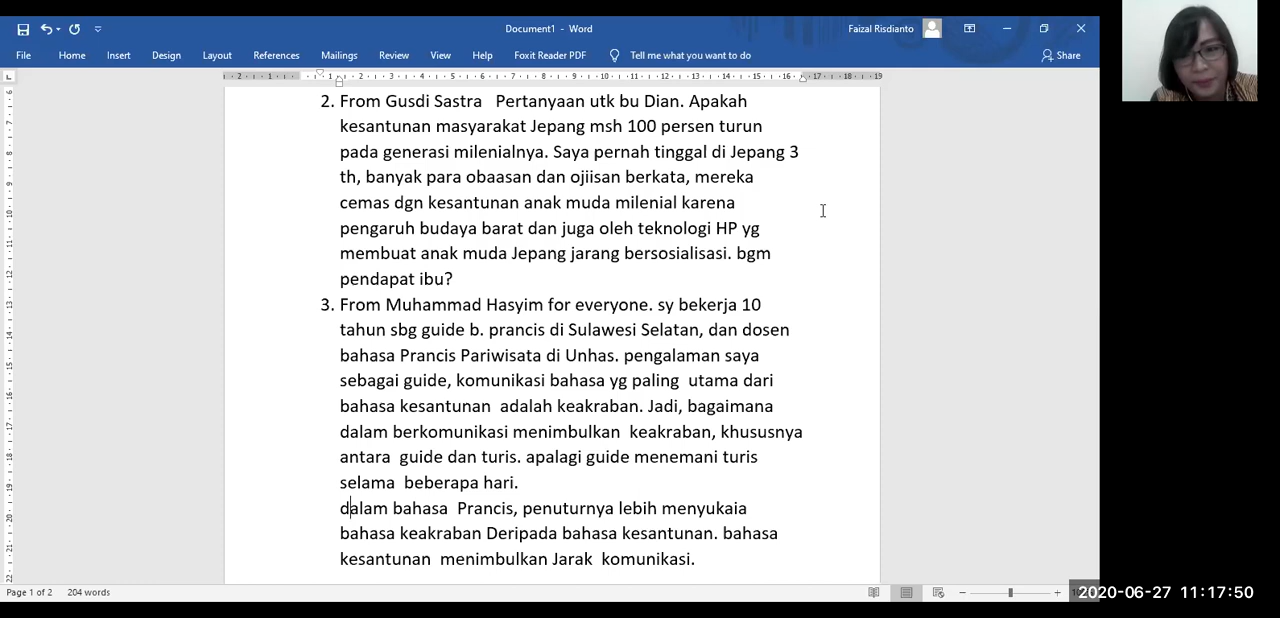 Document1 - Word
Faizal Risdianto
File Home Insert Design Layout References Mailings Review View Help Foxit Reader PDF Tell me what you want to do Share
2. From Gusdi Sastra Pertanyaan utk bu Dian. Apakah
kesantunan masyarakat Jepang msh 100 persen turun
pada generasi milenialnya. Saya pernah tinggal di Jepang 3
th, banyak para obaasan dan ojiisan berkata, mereka
cemas dgn kesantunan anak muda milenial karena
pengaruh budaya barat dan juga oleh teknologi HP yg
membuat anak muda Jepang jarang bersosialisasi. bgm
pendapat ibu?
3. From Muhammad Hasyim for everyone. sy bekerja 10
tahun sbg guide b. prancis di Sulawesi Selatan, dan dosen
bahasa Prancis Pariwisata di Unhas. pengalaman saya
sebagai guide, komunikasi bahasa yg paling utama dari
bahasa kesantunan adalah keakraban. Jadi, bagaimana
dalam berkomunikasi menimbulkan keakraban, khususnya
antara guide dan turis. apalagi guide menemani turis
selama beberapa hari.
dalam bahasa Prancis, penuturnya lebih menyukaia
bahasa keakraban Deripada bahasa kesantunan. bahasa
kesantunan menimbulkan Jarak komunikasi.
Page 1 of 2 204 words
2020-06-27 11:17:50